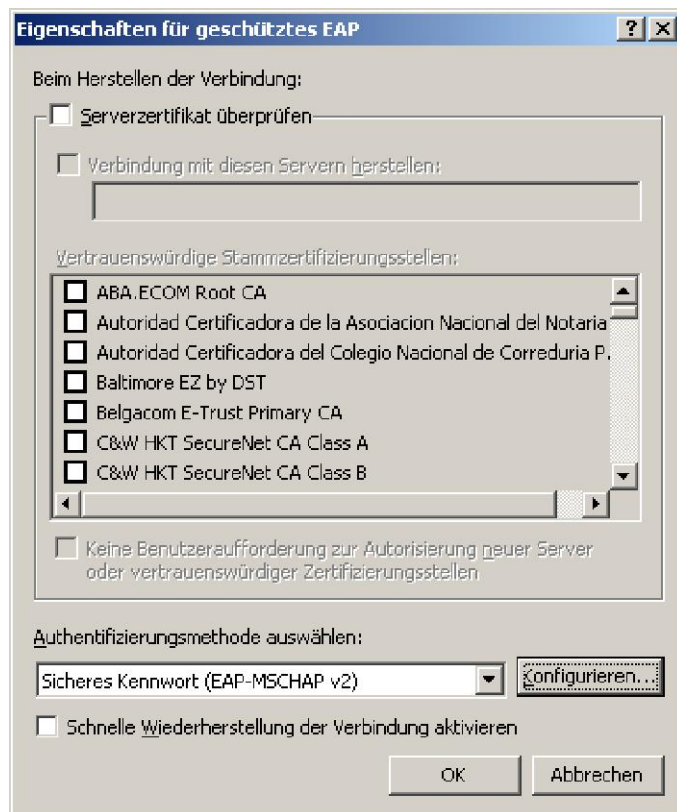 Eigenschaften für geschütztes EAP
Beim Herstellen der Verbindung:
Serverzertifikat überprüfen
Verbindung mit diesen Servern herstellen:
Vertrauenswürdige Stammzertifizierungsstellen:
ABA.ECOM Root CA
Autoridad Certificadora de la Asociacion Nacional del Notaria
Autoridad Certificadora del Colegio Nacional de Correduria P.
Baltimore EZ by DST
Belgacom E-Trust Primary CA
C&W HKT SecureNet CA Class A
C&W HKT SecureNet CA Class B
Keine Benutzeraufforderung zur Autorisierung neuer Server
oder vertrauenswürdiger Zertifizierungsstellen
Authentifizierungsmethode auswählen:
Sicheres Kennwort (EAP-MSCHAP v2) Konfigurieren...
Schnelle Wiederherstellung der Verbindung aktivieren
OK Abbrechen